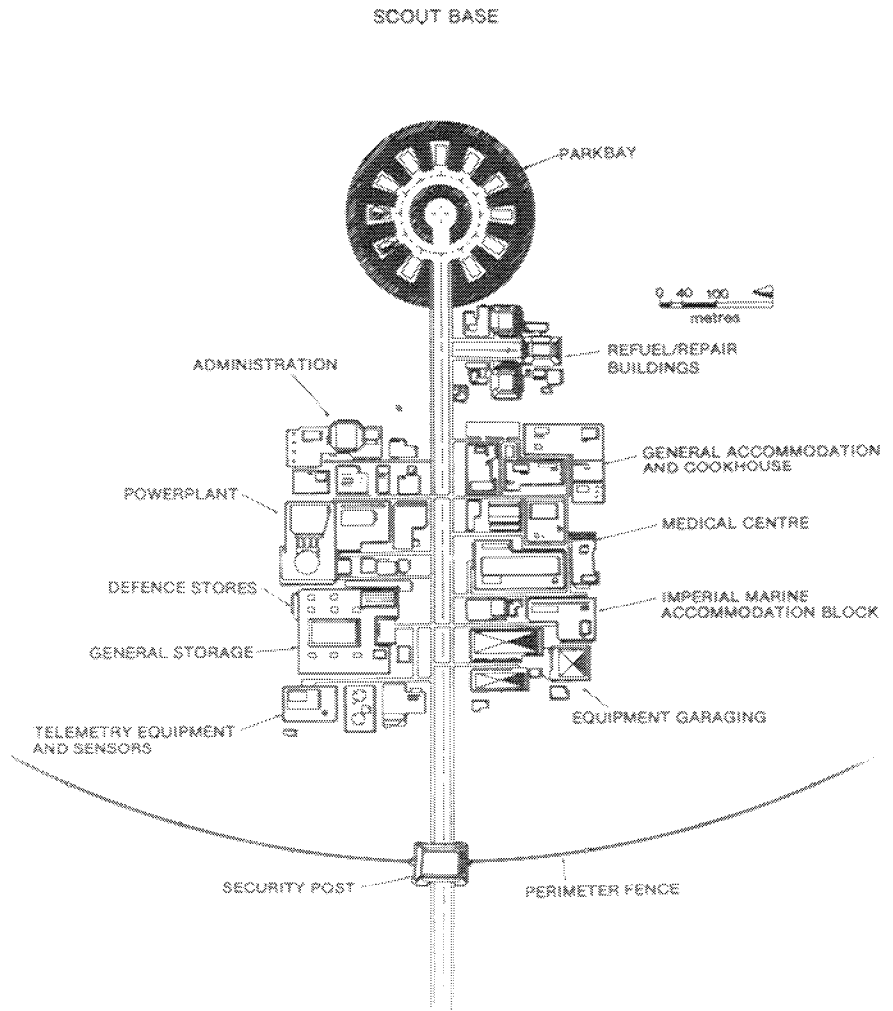 SCOUT BASE
PARKBAY
0 40 100
metres
REFUEL/REPAIR
BUILDINGS
ADMINISTRATION
GENERAL ACCOMMODATION
AND COOKHOUSE
POWERPLANT
MEDICAL CENTRE
DEFENCE STORES
IMPERIAL MARINE
ACCOMMODATION BLOCK
GENERAL STORAGE
EQUIPMENT GARAGING
TELEMETRY EQUIPMENT
AND SENSORS
SECURITY POST
PERIMETER FENCE